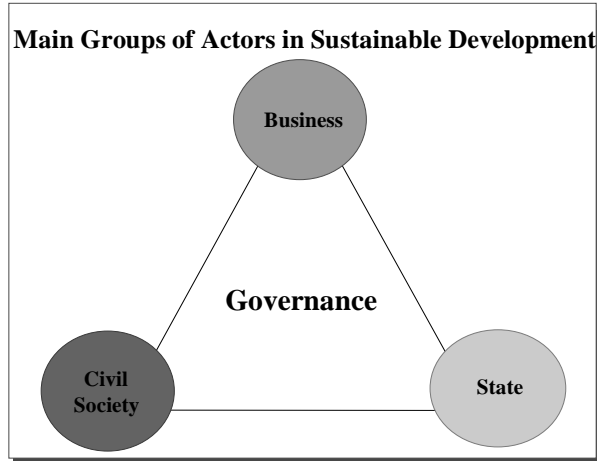 Main Groups of Actors in Sustainable Development
Business
Governance
Civil
Society
State